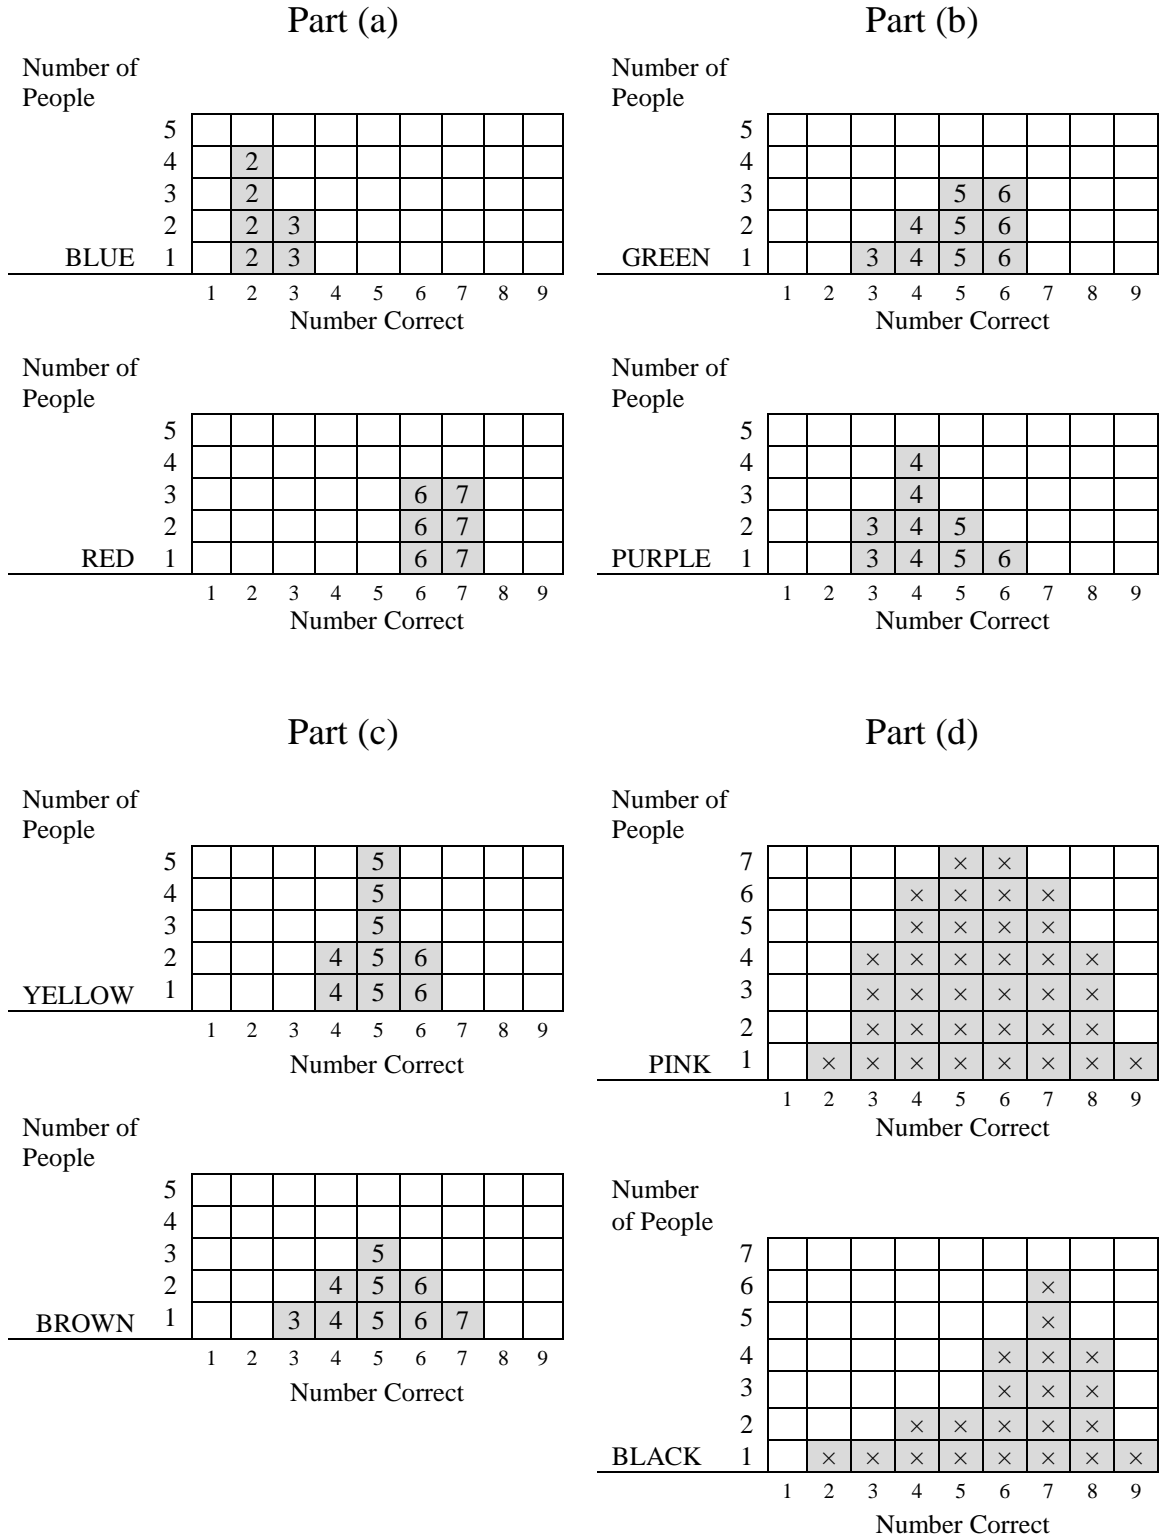 Part (a)
Number of
People
5
4 2
3 2
2 2 3
BLUE 1 2 3
1 2 3 4 5 6 7 8 9
Number Correct
Number of
People
5
4
3 6 7
2 6 7
RED 1 6 7
1 2 3 4 5 6 7 8 9
Number Correct
Part (b)
Number of
People
5
4
3 5 6
2 4 5 6
GREEN 1 3 4 5 6
1 2 3 4 5 6 7 8 9
Number Correct
Number of
People
5
4 4
3 4
2 3 4 5
PURPLE 1 3 4 5 6
1 2 3 4 5 6 7 8 9
Number Correct
Part (c)
Number of
People
5 5
4 5
3 5
2 4 5 6
YELLOW 1 4 5 6
1 2 3 4 5 6 7 8 9
Number Correct
Number of
People
5
4
3 5
2 4 5 6
BROWN 1 3 4 5 6 7
1 2 3 4 5 6 7 8 9
Number Correct
Part (d)
Number of
People
7 × ×
6 × × × ×
5 × × × ×
4 × × × × × ×
3 × × × × × ×
2 × × × × × ×
PINK 1 × × × × × × × ×
1 2 3 4 5 6 7 8 9
Number Correct
Number
of People
7
6 ×
5 ×
4 × × ×
3 × × ×
2 × × × × ×
BLACK 1 × × × × × × × ×
1 2 3 4 5 6 7 8 9
Number Correct